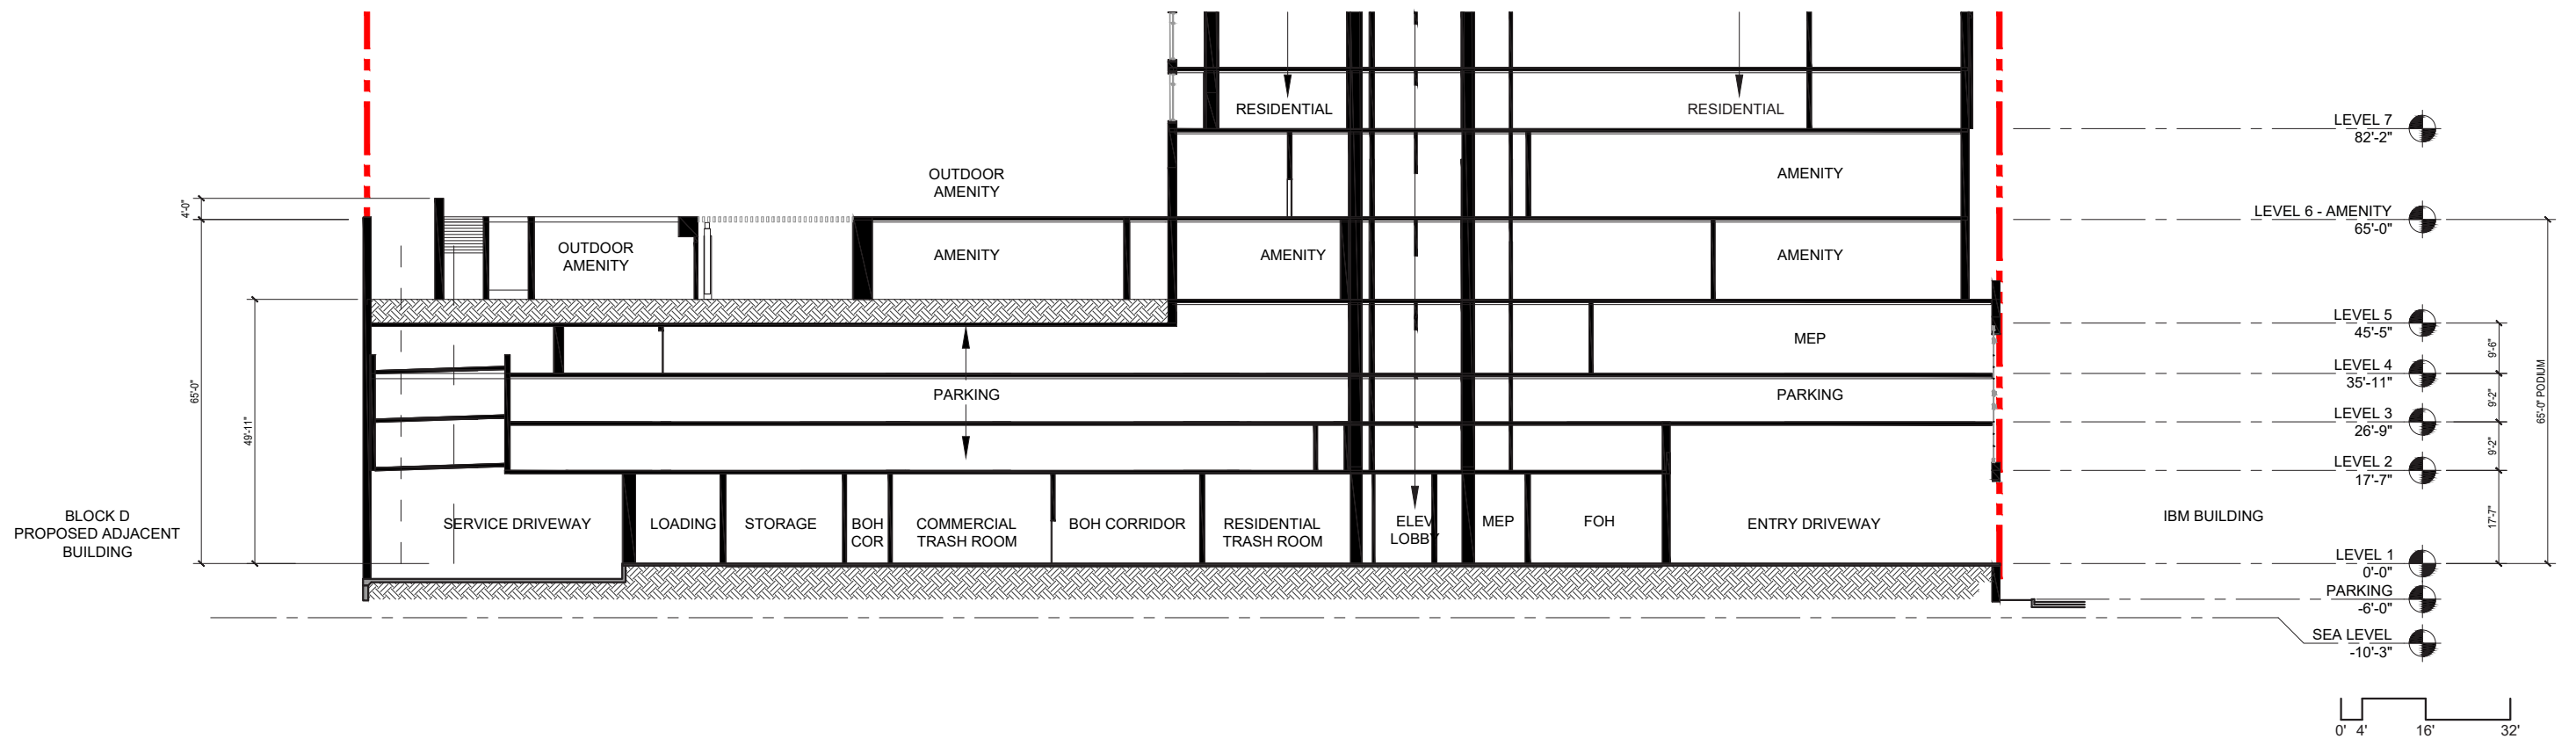 RESIDENTIAL
RESIDENTIAL
LEVEL 7
82'-2"
OUTDOOR
AMENITY
AMENITY
4'-0"
LEVEL 6 - AMENITY
65'-0"
OUTDOOR
AMENITY
AMENITY
AMENITY
AMENITY
LEVEL 5
45'-5"
MEP
9'-6"
LEVEL 4
35'-11"
65'-0"
49'-11"
PARKING
PARKING
9'-2"
65'-0" PODIUM
LEVEL 3
26'-9"
9'-2"
LEVEL 2
17'-7"
BLOCK D
PROPOSED ADJACENT
BUILDING
SERVICE DRIVEWAY
LOADING
STORAGE
BOH
COR
COMMERCIAL
TRASH ROOM
BOH CORRIDOR
RESIDENTIAL
TRASH ROOM
ELEV
LOBBY
MEP
FOH
ENTRY DRIVEWAY
IBM BUILDING
17'-7"
LEVEL 1
0'-0"
PARKING
-6'-0"
SEA LEVEL
-10'-3"
0' 4' 16' 32'